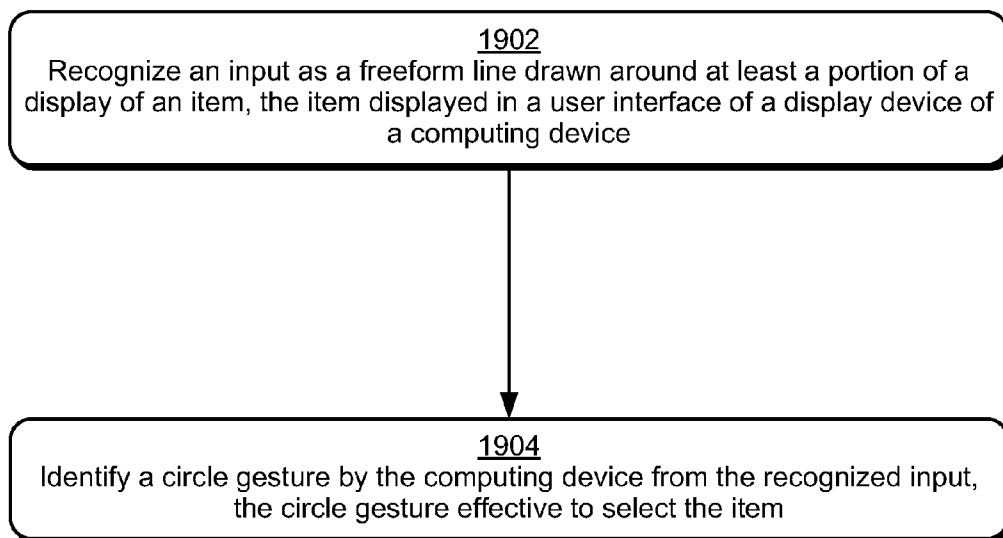 1902
Recognize an input as a freeform line drawn around at least a portion of a
display of an item, the item displayed in a user interface of a display device of
a computing device
1904
Identify a circle gesture by the computing device from the recognized input,
the circle gesture effective to select the item